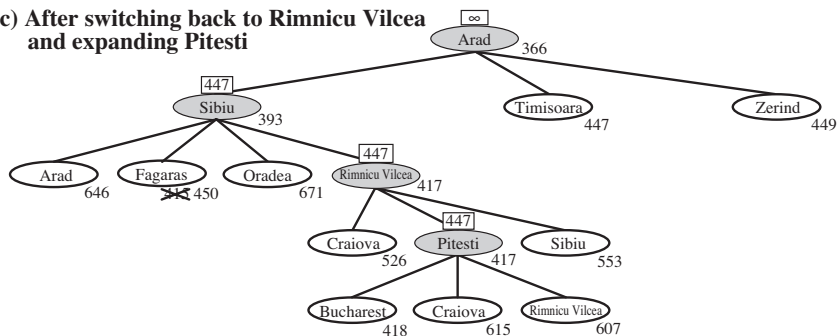 c) After switching back to Rimnicu Vilcea
and expanding Pitesti
∞
Arad
366
447
Sibiu
393
Timisoara
447
Zerind
449
Arad
646
Fagaras
415 450
Oradea
671
447
Rimnicu Vilcea
417
Craiova
526
447
Pitesti
417
Sibiu
553
Bucharest
418
Craiova
615
Rimnicu Vilcea
607